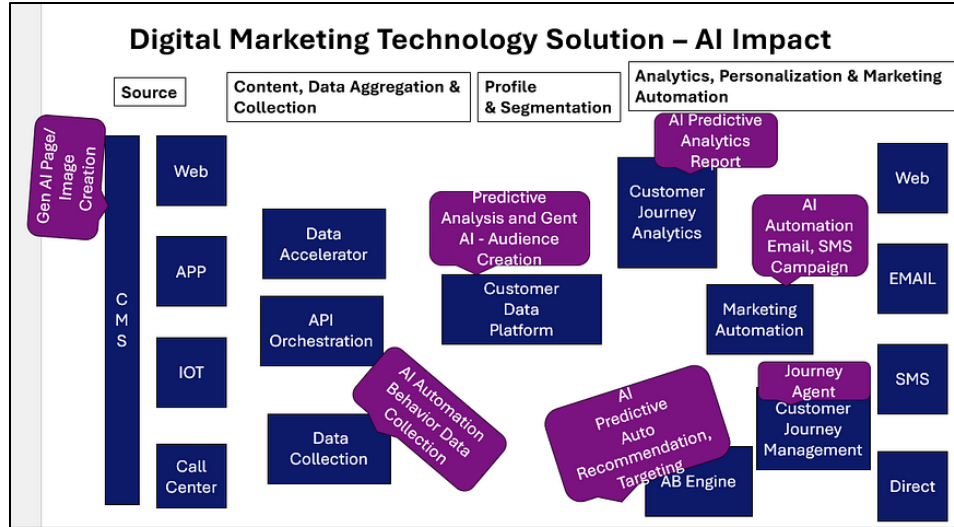 Digital Marketing Technology Solution – AI Impact
Source
Content, Data Aggregation &
Collection
Profile
& Segmentation
Analytics, Personalization & Marketing
Automation
Gen AI Page/
Image
Creation
C
M
S
Web
APP
IOT
Call
Center
Data
Accelerator
API
Orchestration
Data
Collection
AI Automation
Behavior Data
Collection
Predictive
Analysis and Gent
AI - Audience
Creation
Customer
Data
Platform
AI Predictive
Analytics
Report
Customer
Journey
Analytics
AI
Automation
Email, SMS
Campaign
Marketing
Automation
Journey
Agent
Customer
Journey
Management
AI
Predictive
Auto
Recommendation,
Targeting
AB Engine
Web
EMAIL
SMS
Direct